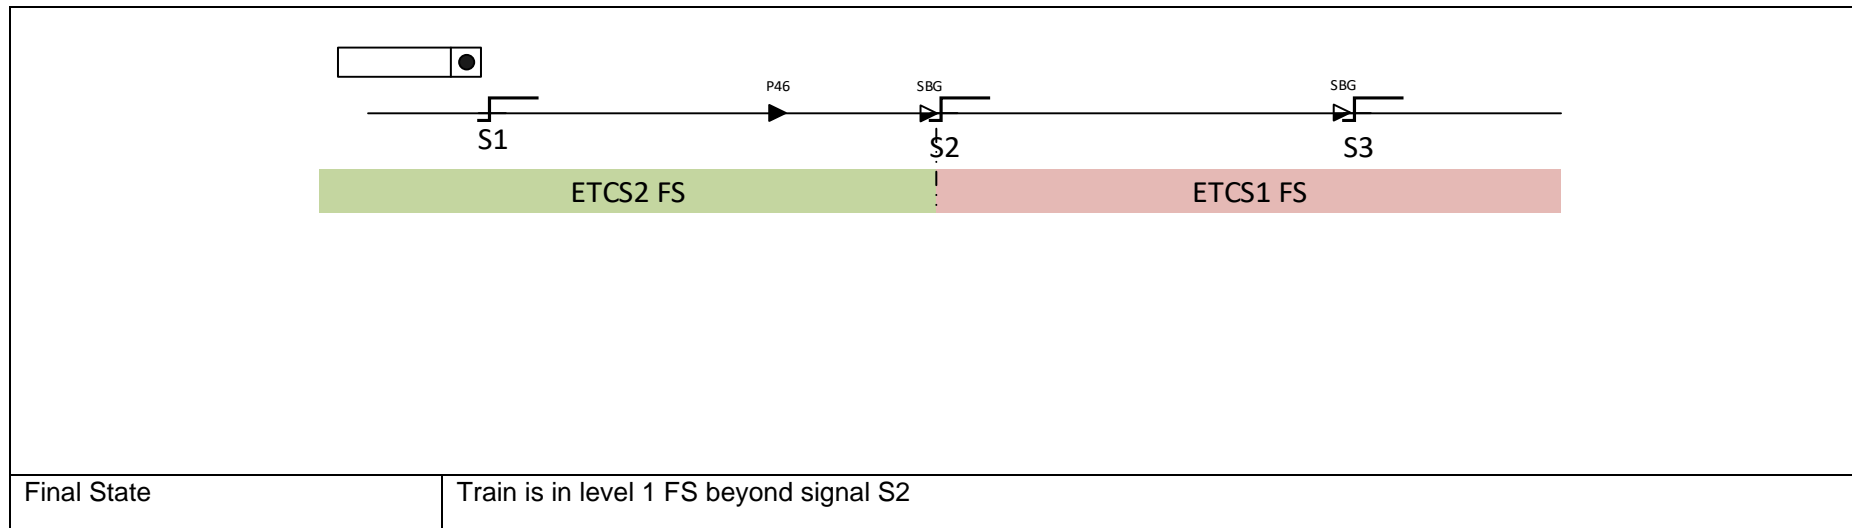 P46 SBG SBG
S1 S2 S3
ETCS2 FS ETCS1 FS
Final State Train is in level 1 FS beyond signal S2